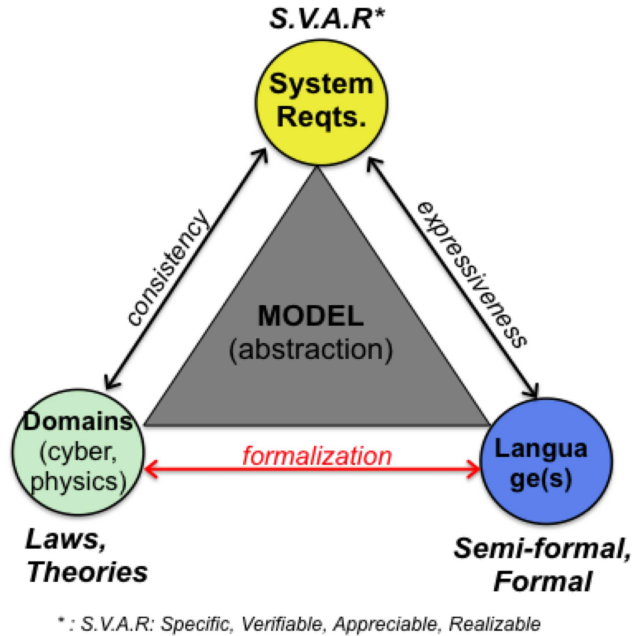 S.V.A.R*
System
Reqts.
consistency
expressiveness
MODEL
(abstraction)
Domains
(cyber,
physics)
formalization
Langua
ge(s)
Laws,
Theories
Semi-formal,
Formal
* : S.V.A.R: Specific, Verifiable, Appreciable, Realizable